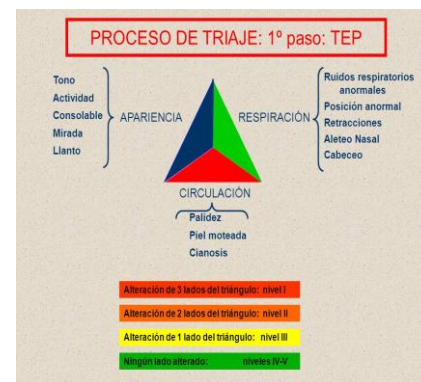 PROCESO DE TRIAJE: 1º paso: TEP
Tono
Actividad
Consolable
Mirada
Llanto
APARIENCIA
RESPIRACIÓN
Ruidos respiratorios
anormales
Posición anormal
Retracciones
Aleteo Nasal
Cabeceo
CIRCULACIÓN
Palidez
Piel moteada
Cianosis
Alteración de 3 lados del triángulo: nivel I
Alteración de 2 lados del triángulo: nivel II
Alteración de 1 lado del triángulo: nivel III
Ningún lado alterado: niveles IV-V